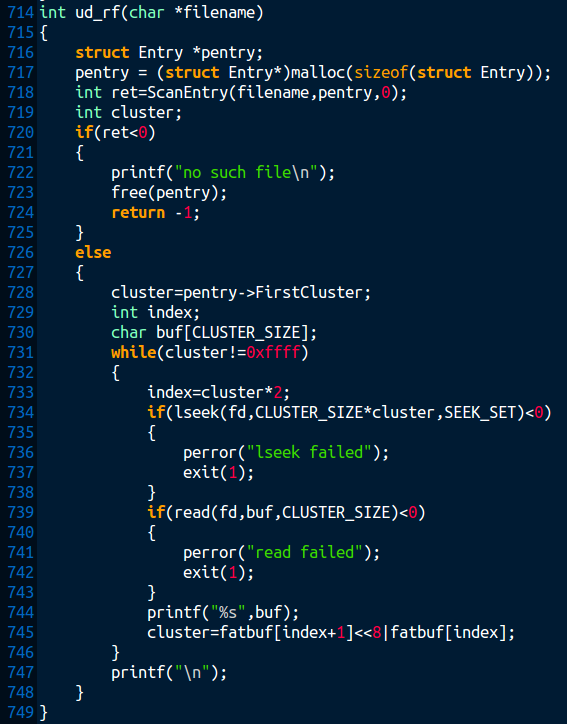 714 int ud_rf(char *filename)
715 {
716     struct Entry *pentry;
717     pentry = (struct Entry*)malloc(sizeof(struct Entry));
718     int ret=ScanEntry(filename,pentry,0);
719     int cluster;
720     if(ret<0)
721     {
722         printf("no such file\n");
723         free(pentry);
724         return -1;
725     }
726     else
727     {
728         cluster=pentry->FirstCluster;
729         int index;
730         char buf[CLUSTER_SIZE];
731         while(cluster!=0xffff)
732         {
733             index=cluster*2;
734             if(lseek(fd,CLUSTER_SIZE*cluster,SEEK_SET)<0)
735             {
736                 perror("lseek failed");
737                 exit(1);
738             }
739             if(read(fd,buf,CLUSTER_SIZE)<0)
740             {
741                 perror("read failed");
742                 exit(1);
743             }
744             printf("%s",buf);
745             cluster=fatbuf[index+1]<<8|fatbuf[index];
746         }
747         printf("\n");
748     }
749 }